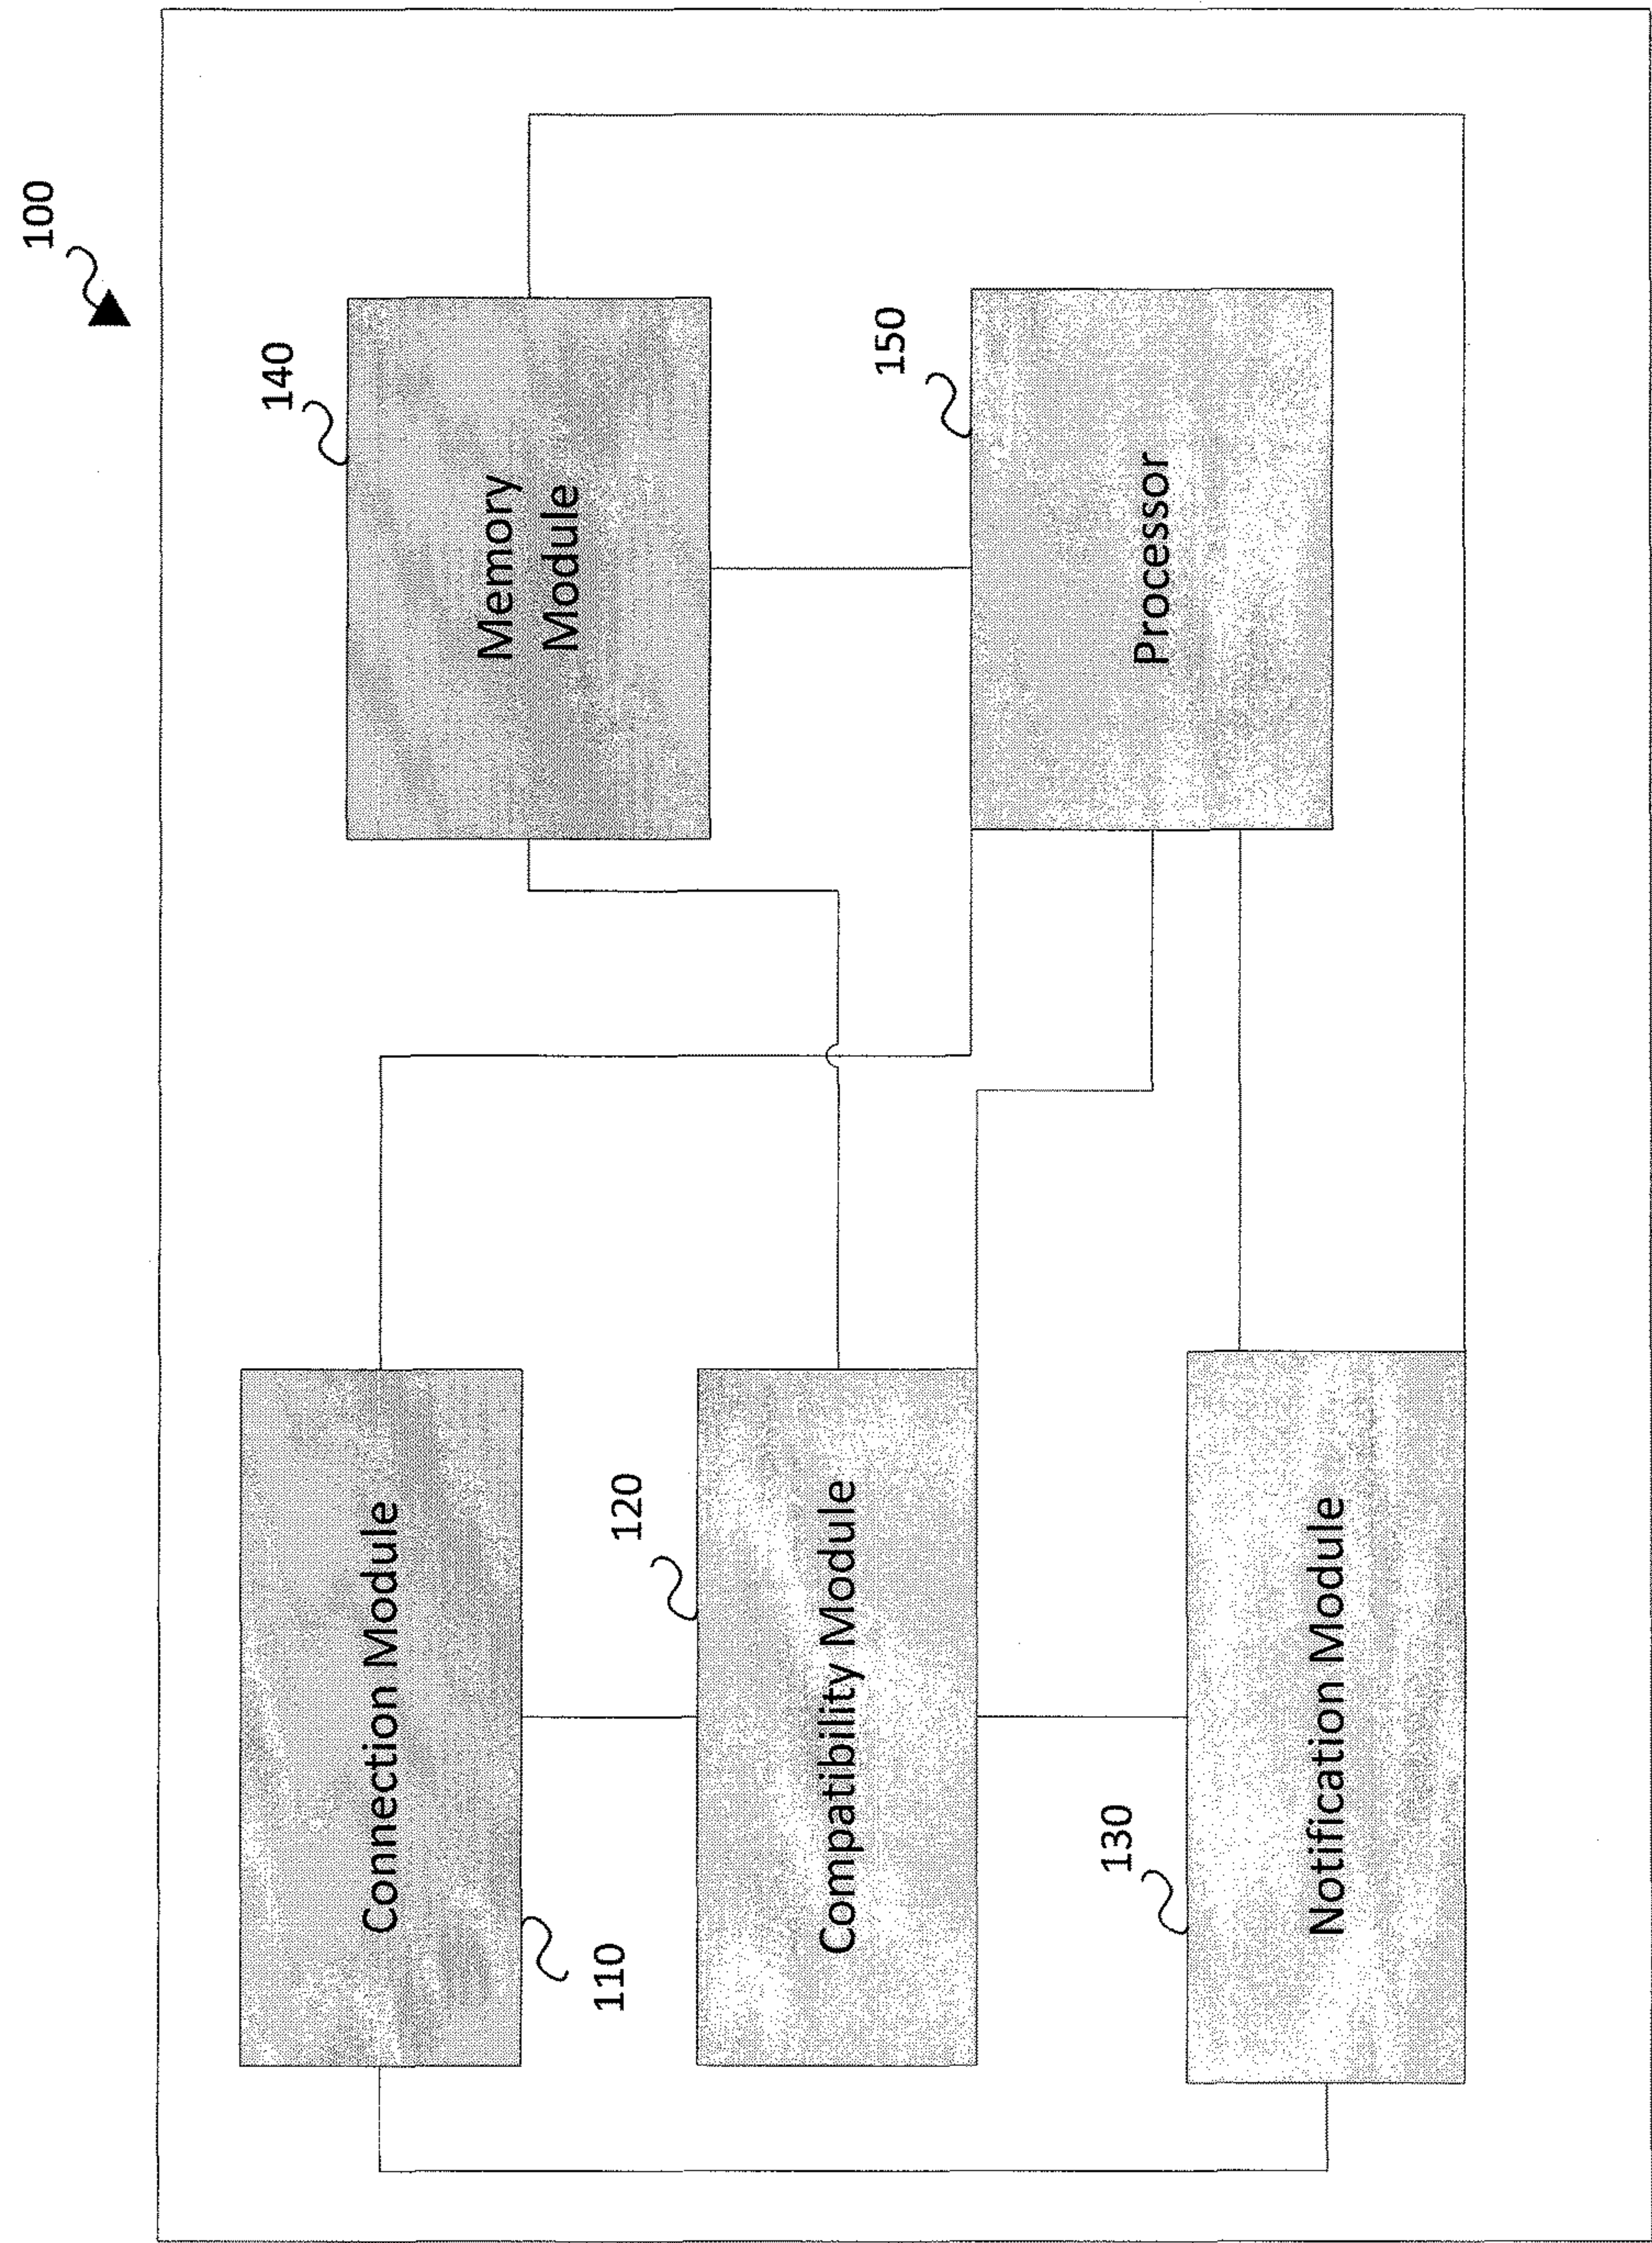 100
Connection Module
110
120
Compatibility Module
130
Notification Module
140
Memory
Module
150
Processor